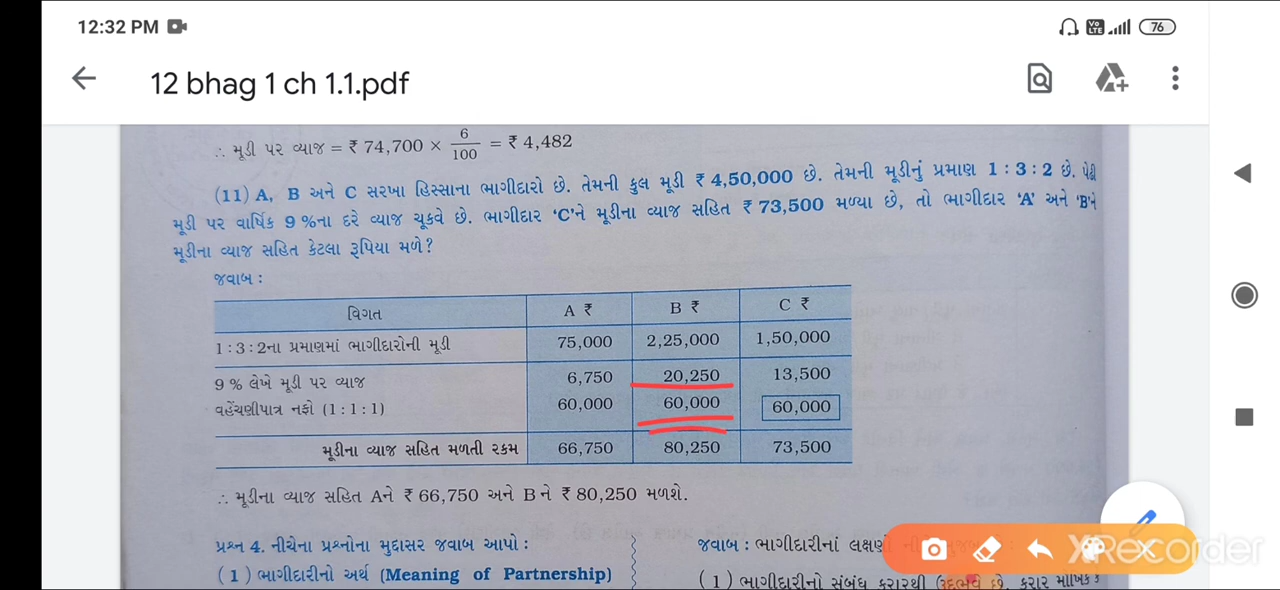 12:32 PM
Vo LTE 76
12 bhag 1 ch 1.1.pdf
∴ મૂડી પર વ્યાજ = ₹ 74,700 × 6/100 = ₹ 4,482
(11) A, B અને C સરખા હિસ્સાના ભાગીદારો છે. તેમની કુલ મૂડી ₹ 4,50,000 છે. તેમની મૂડીનું પ્રમાણ 1 : 3 : 2 છે. પેઢી
મૂડી પર વાર્ષિક 9 %ના દરે વ્યાજ ચૂકવે છે. ભાગીદાર ‘C’ને મૂડીના વ્યાજ સહિત ₹ 73,500 મળ્યા છે, તો ભાગીદાર ‘A’ અને ‘B’ને
મૂડીના વ્યાજ સહિત કેટલા રૂપિયા મળે?
જવાબ :
વિગત A ₹ B ₹ C ₹
1 : 3 : 2ના પ્રમાણમાં ભાગીદારોની મૂડી 75,000 2,25,000 1,50,000
9 % લેખે મૂડી પર વ્યાજ 6,750 20,250 13,500
વહેંચણીપાત્ર નફો (1 : 1 : 1) 60,000 60,000 60,000
મૂડીના વ્યાજ સહિત મળતી રકમ 66,750 80,250 73,500
∴ મૂડીના વ્યાજ સહિત Aને ₹ 66,750 અને Bને ₹ 80,250 મળશે.
પ્રશ્ન 4. નીચેના પ્રશ્નોના મુદ્દાસર જવાબ આપો :
(1) ભાગીદારીનો અર્થ (Meaning of Partnership)
જવાબ : ભાગીદારીનાં લક્ષણો
(1) ભાગીદારીનો સંબંધ કરારથી ઉદ્ભવે છે. કરાર મૌખિક કે
XRecorder